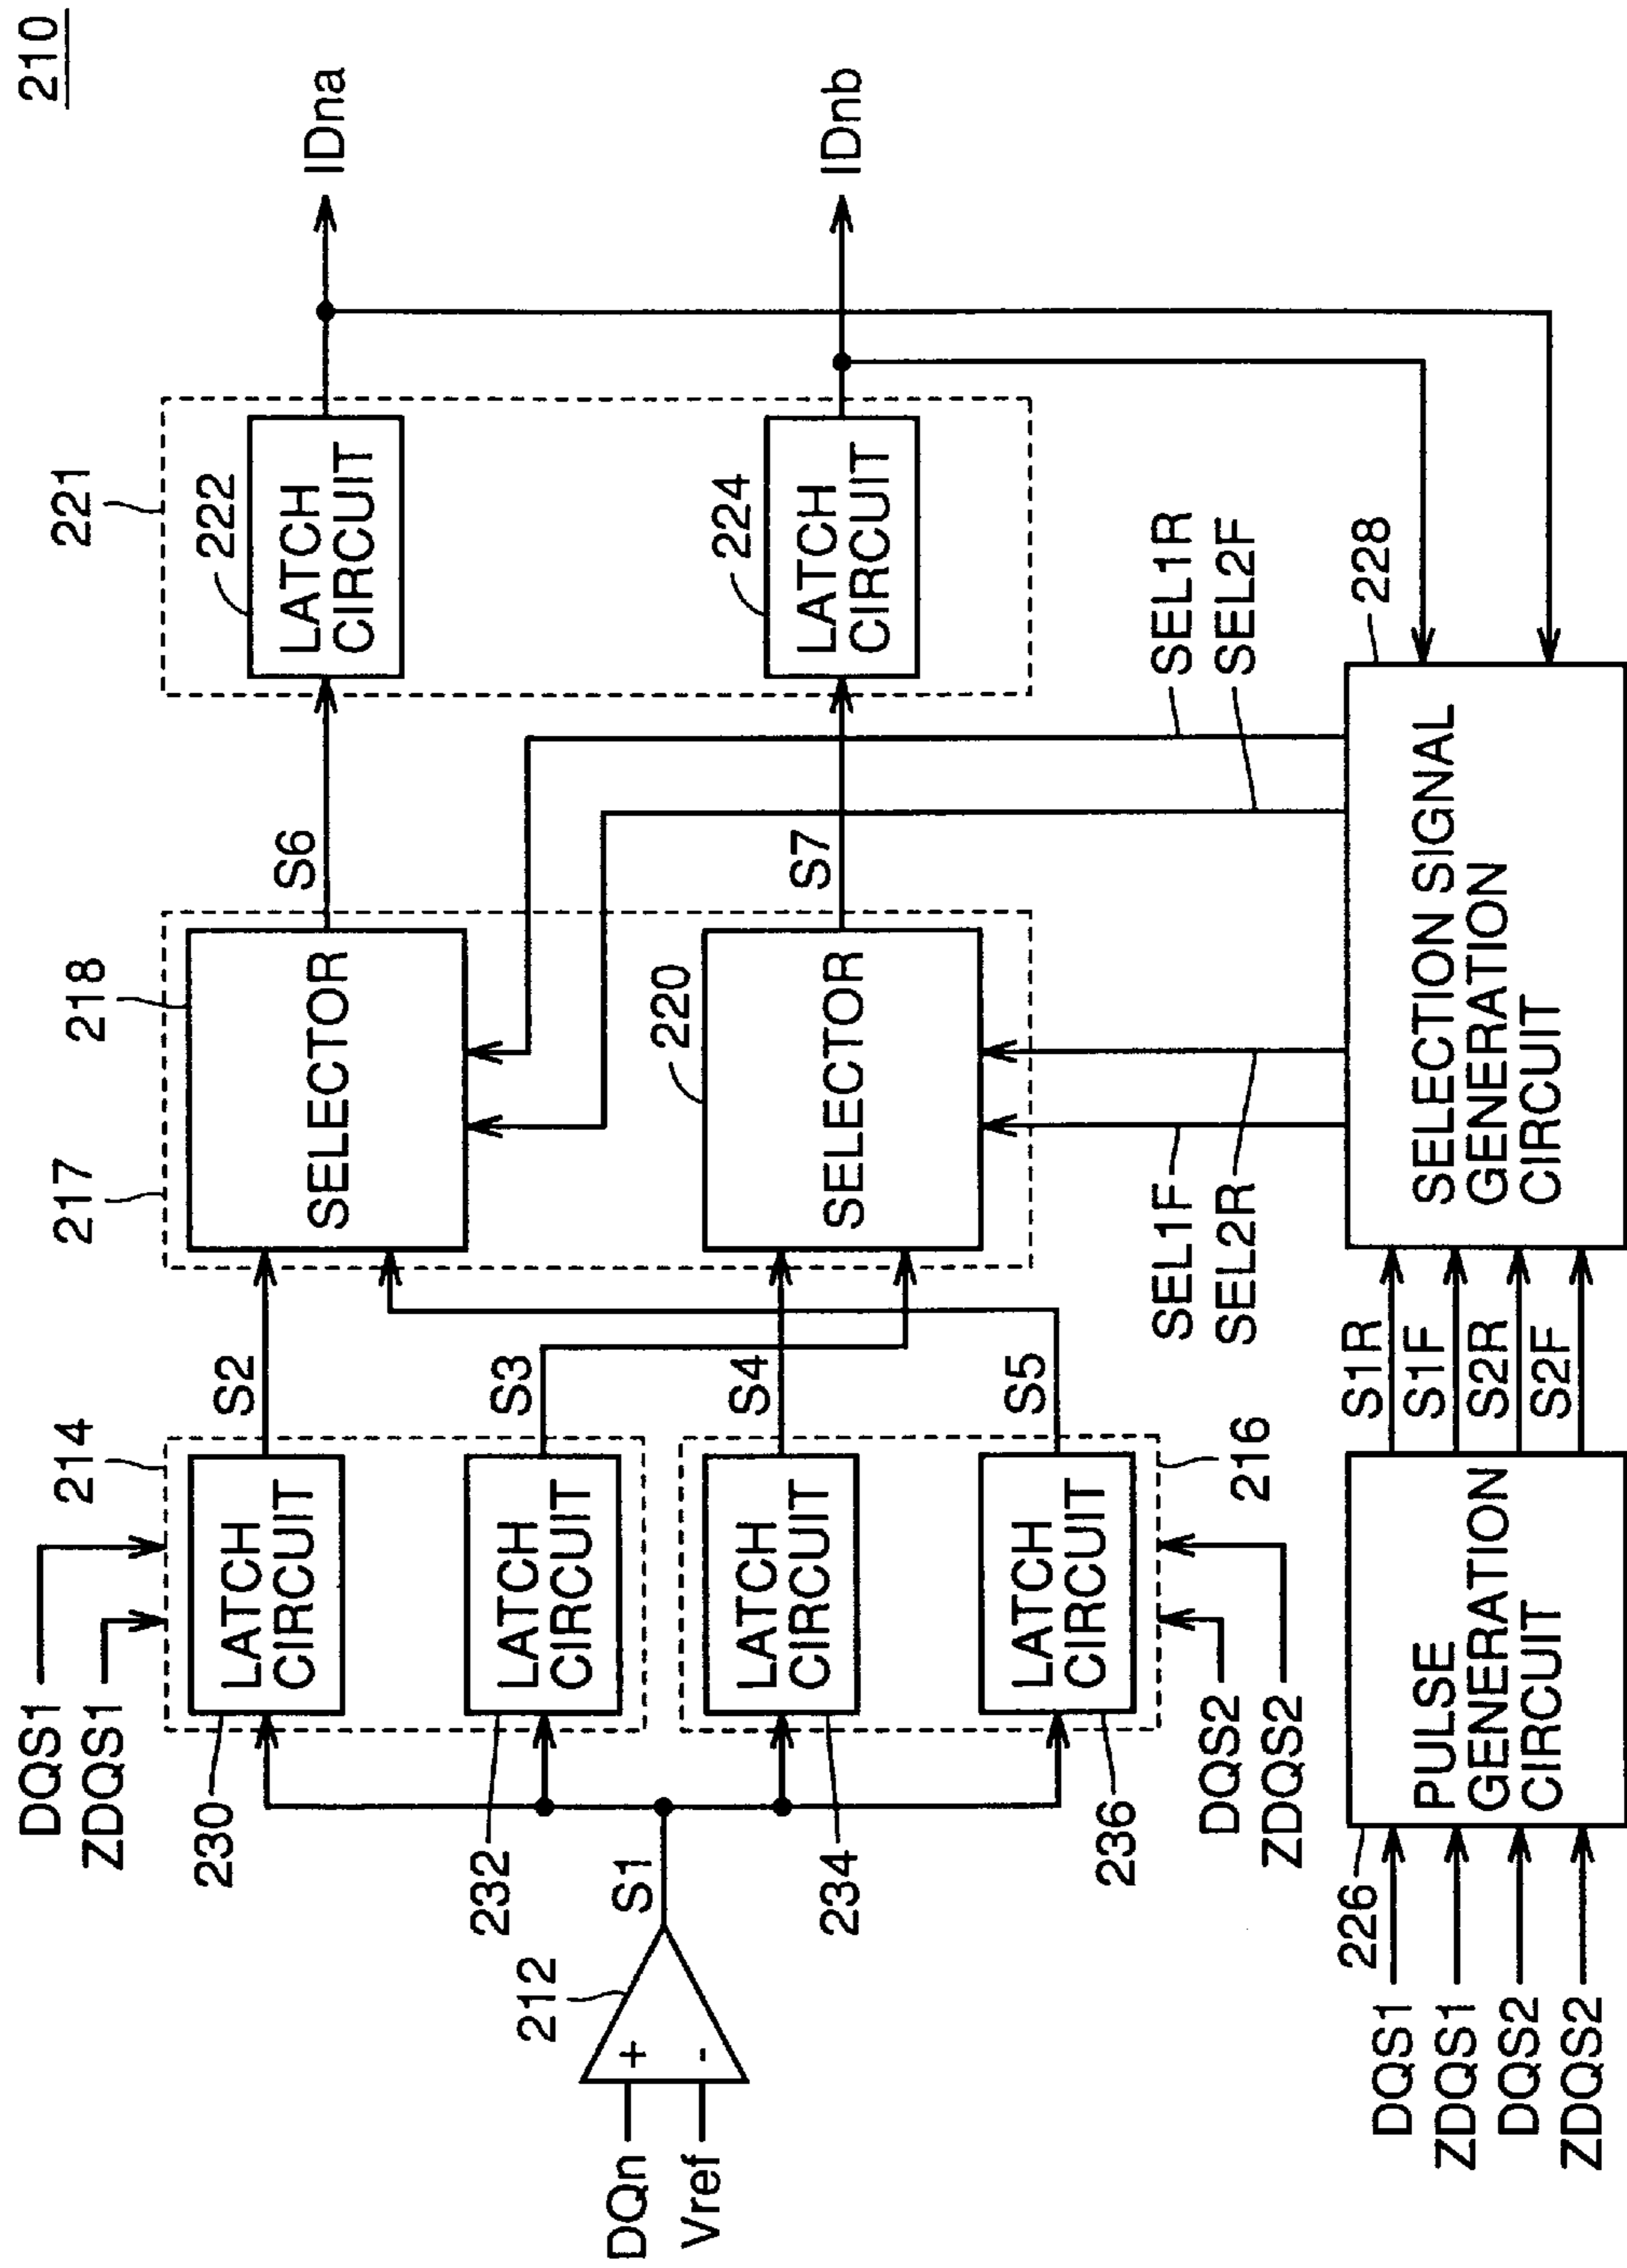 210
DQS1
ZDQS1
214
217
218
221
230
LATCH
CIRCUIT
S2
SELECTOR
S6
222
LATCH
CIRCUIT
IDna
232
LATCH
CIRCUIT
S3
212
DQn
Vref
+
-
S1
234
LATCH
CIRCUIT
S4
220
SELECTOR
S7
224
LATCH
CIRCUIT
IDnb
236
LATCH
CIRCUIT
S5
216
DQS2
ZDQS2
SEL1F
SEL2R
SEL1R
SEL2F
226
DQS1
ZDQS1
DQS2
ZDQS2
PULSE
GENERATION
CIRCUIT
S1R
S1F
S2R
S2F
228
SELECTION SIGNAL
GENERATION
CIRCUIT